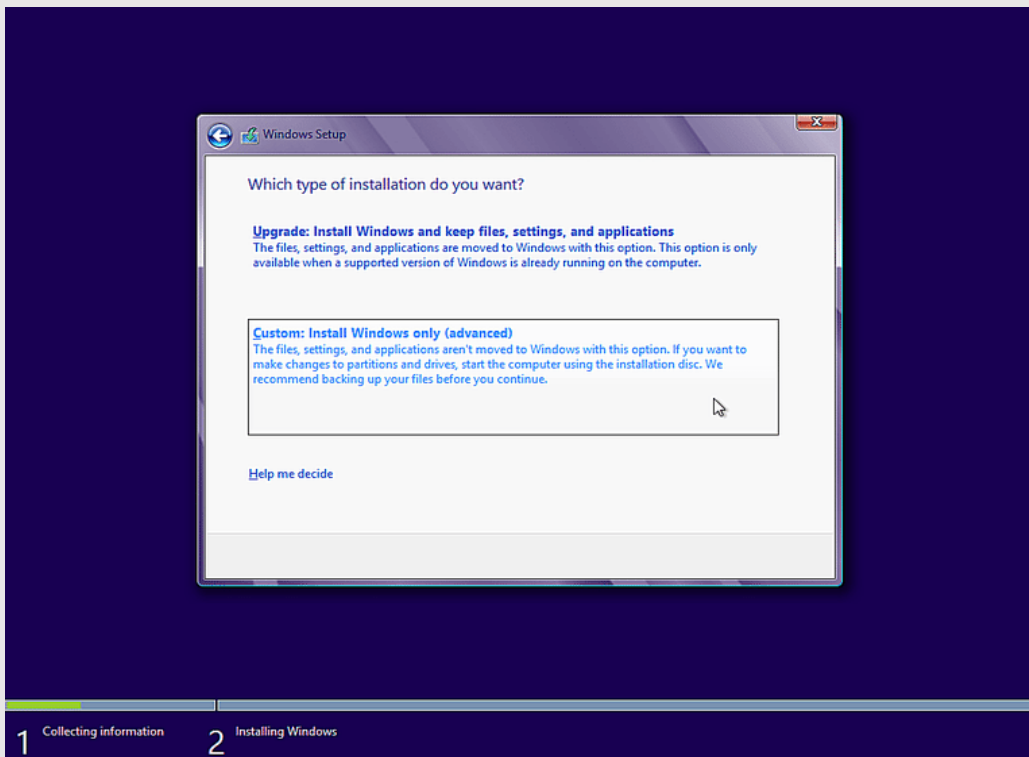 Windows Setup
Which type of installation do you want?
Upgrade: Install Windows and keep files, settings, and applications
The files, settings, and applications are moved to Windows with this option. This option is only
available when a supported version of Windows is already running on the computer.
Custom: Install Windows only (advanced)
The files, settings, and applications aren't moved to Windows with this option. If you want to
make changes to partitions and drives, start the computer using the installation disc. We
recommend backing up your files before you continue.
Help me decide
1 Collecting information
2 Installing Windows